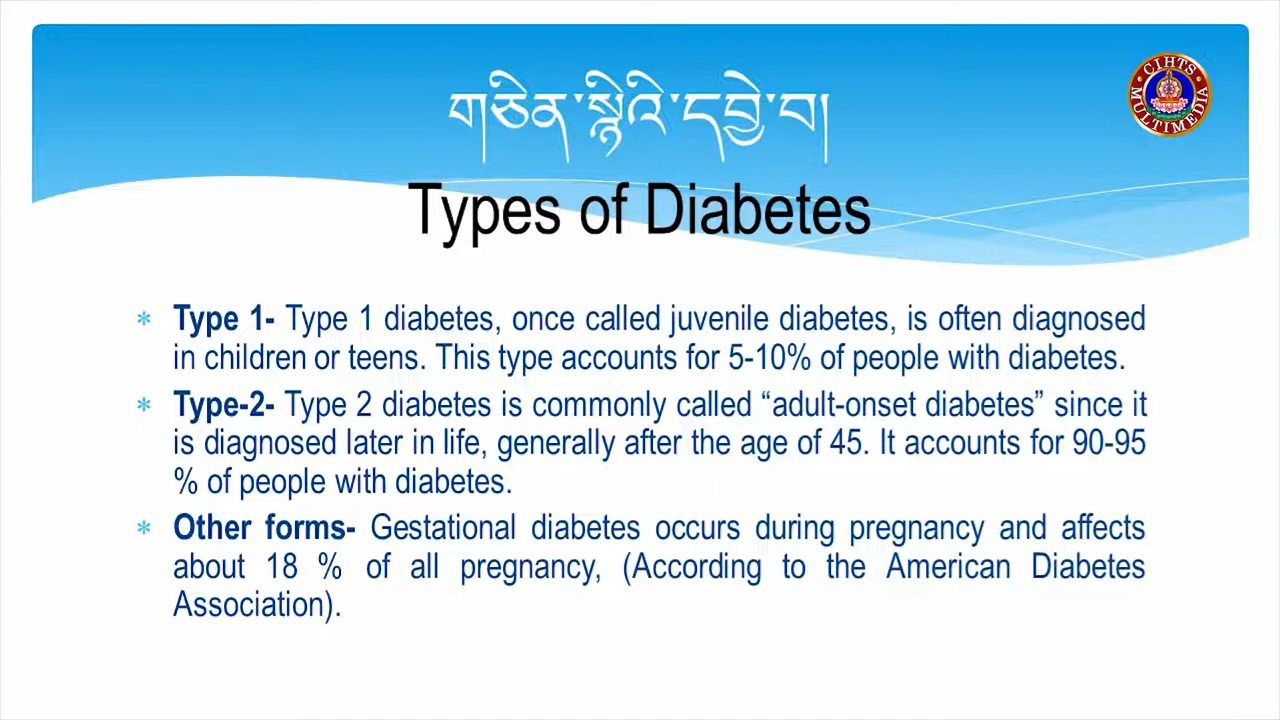 གཅིན་སྙིའི་དབྱེ་བ།
CIHTS
MULTIMEDIA
Types of Diabetes
Type 1- Type 1 diabetes, once called juvenile diabetes, is often diagnosed
in children or teens. This type accounts for 5-10% of people with diabetes.
Type-2- Type 2 diabetes is commonly called “adult-onset diabetes” since it
is diagnosed later in life, generally after the age of 45. It accounts for 90-95
% of people with diabetes.
Other forms- Gestational diabetes occurs during pregnancy and affects
about 18 % of all pregnancy, (According to the American Diabetes
Association).